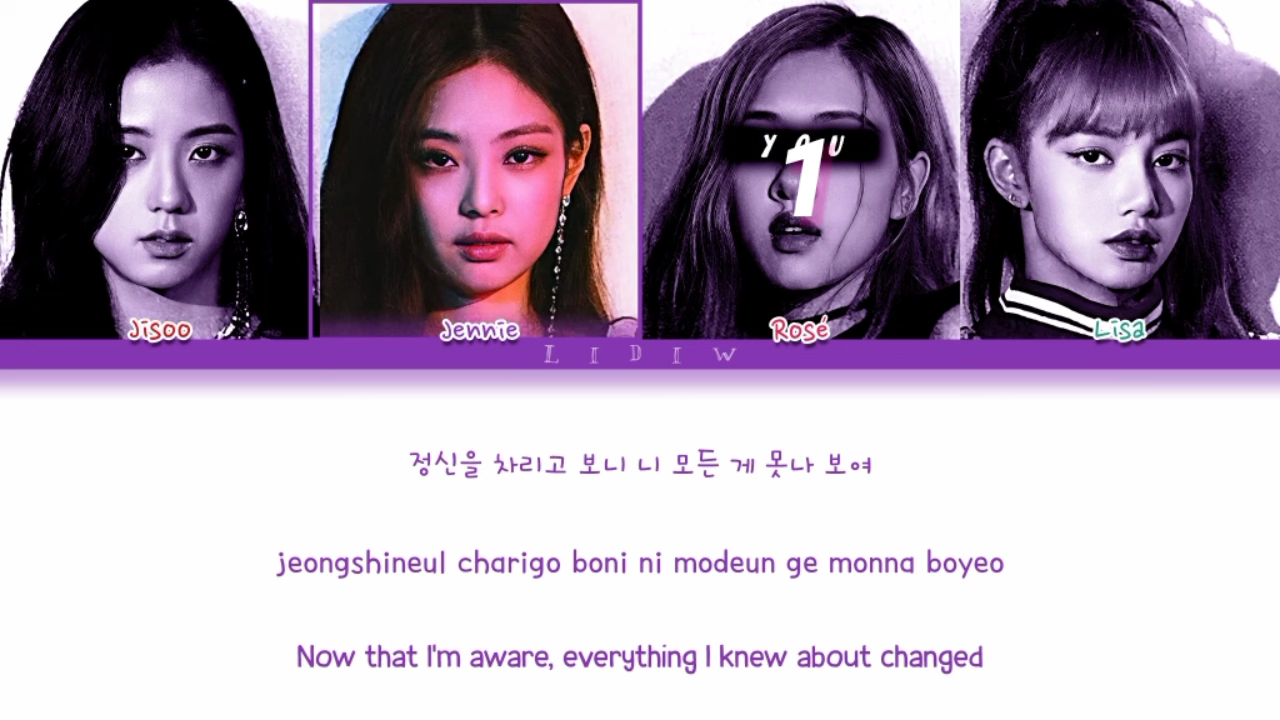 YOU
1
Jisoo
Jennie
Rosé
Lisa
LIDIW
정신을 차리고 보니 니 모든 게 못나 보여
jeongshineul charigo boni ni modeun ge monna boyeo
Now that I'm aware, everything I knew about changed